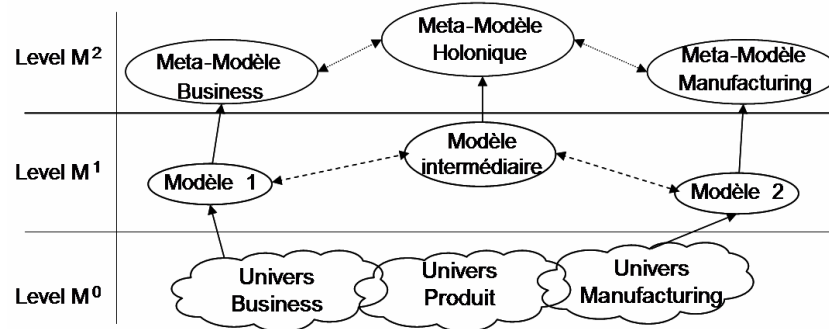 Level M²
Meta-Modèle
Business
Meta-Modèle
Holonique
Meta-Modèle
Manufacturing
Level M¹
Modèle 1
Modèle
intermédiaire
Modèle 2
Level M⁰
Univers
Business
Univers
Produit
Univers
Manufacturing